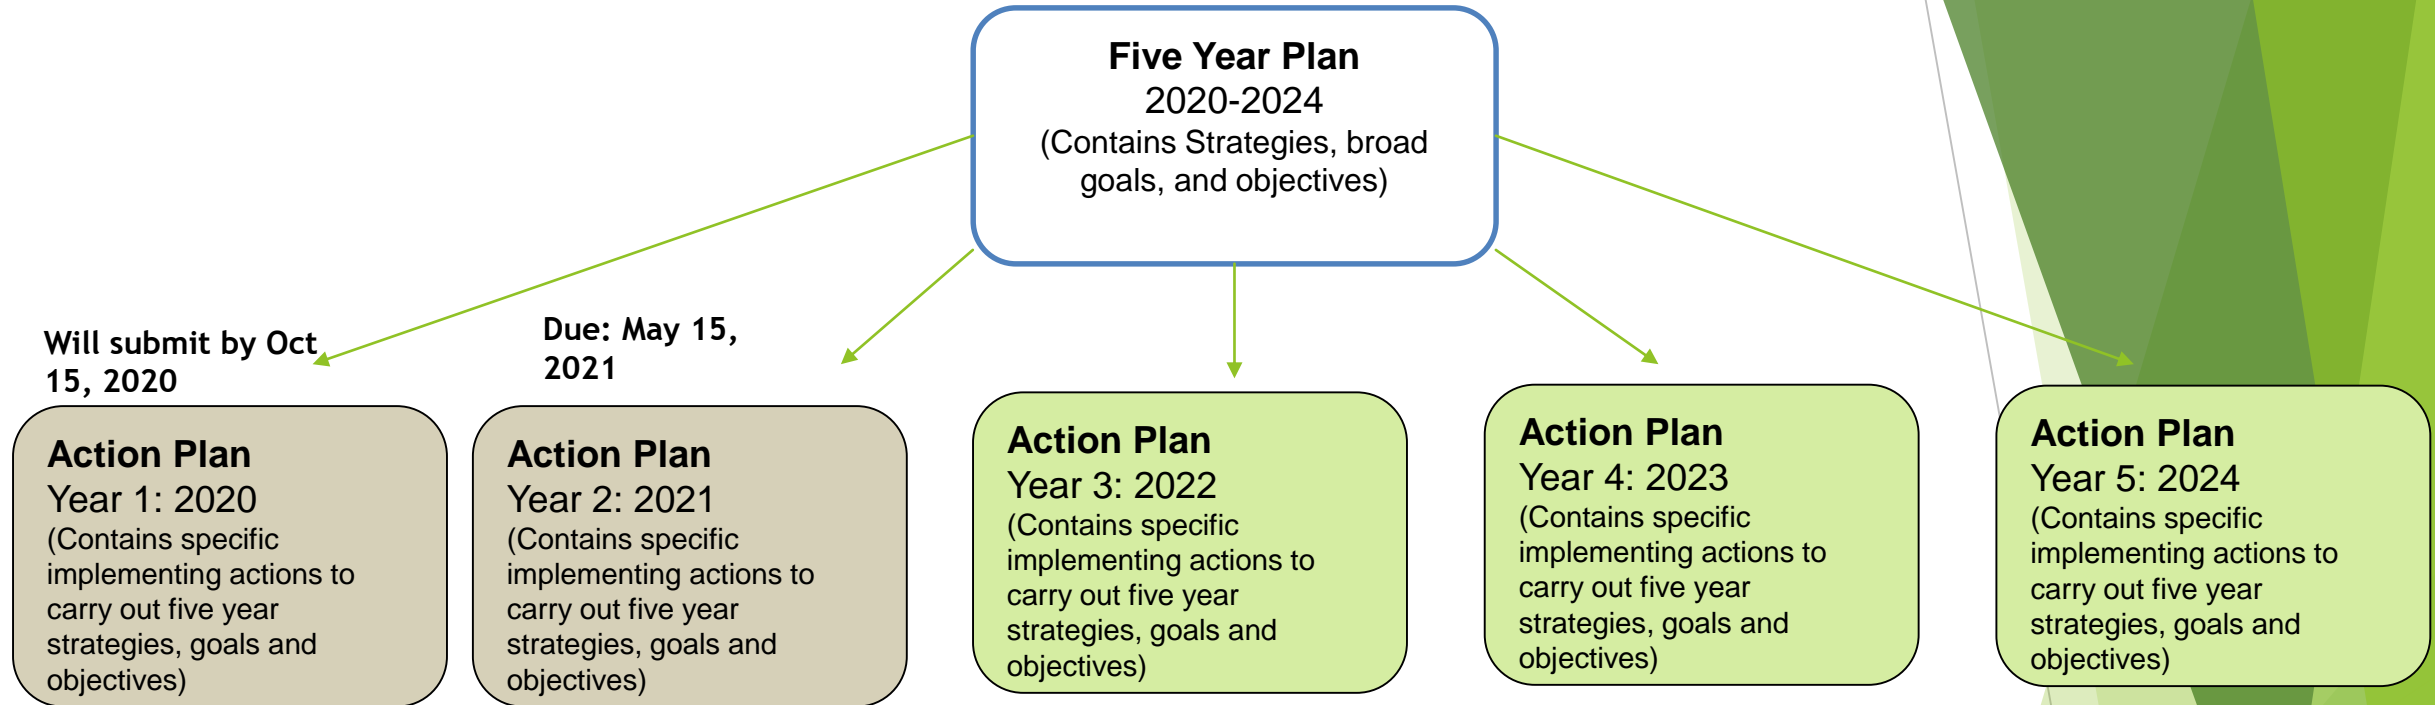 Five Year Plan
2020-2024
(Contains Strategies, broad
goals, and objectives)
Will submit by Oct
15, 2020
Due: May 15,
2021
Action Plan
Year 1: 2020
(Contains specific
implementing actions to
carry out five year
strategies, goals and
objectives)
Action Plan
Year 2: 2021
(Contains specific
implementing actions to
carry out five year
strategies, goals and
objectives)
Action Plan
Year 3: 2022
(Contains specific
implementing actions to
carry out five year
strategies, goals and
objectives)
Action Plan
Year 4: 2023
(Contains specific
implementing actions to
carry out five year
strategies, goals and
objectives)
Action Plan
Year 5: 2024
(Contains specific
implementing actions to
carry out five year
strategies, goals and
objectives)